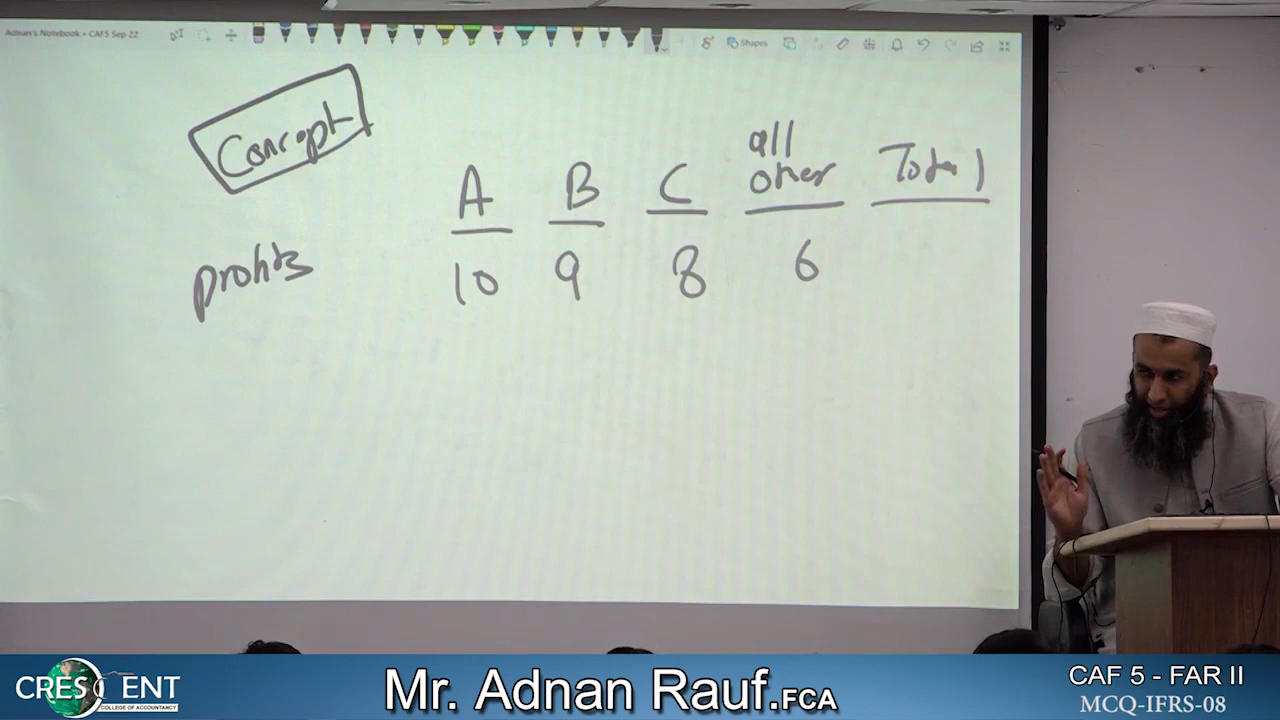 Adnan's Notebook • CAF5 Sep 22
Shapes
Concept
A B C all other Total
profits 10 9 8 6
CRESCENT
COLLEGE OF ACCOUNTANCY
Mr. Adnan Rauf.FCA
CAF 5 - FAR II
MCQ-IFRS-08